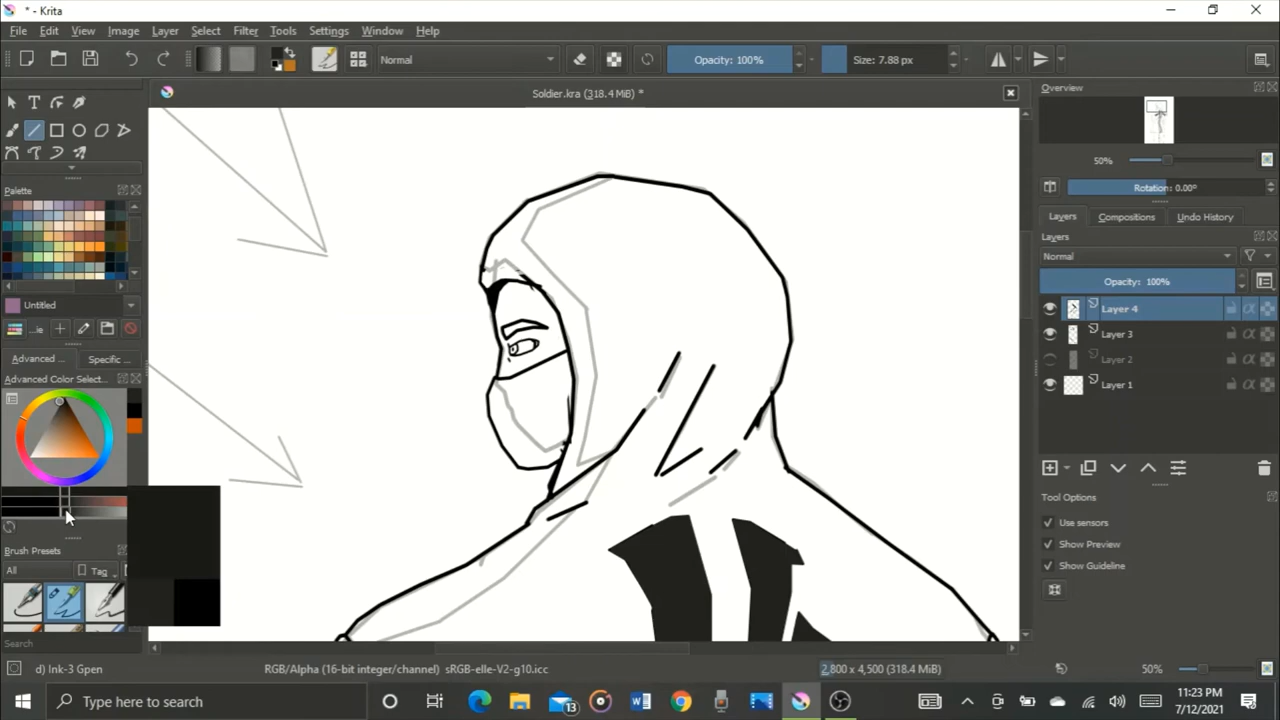 * - Krita
File Edit View Image Layer Select Filter Tools Settings Window Help
Normal Opacity: 100% Size: 7.88 px
Soldier.kra (318.4 MiB) *
Overview
50%
Rotation: 0.00°
Palette
Layers Compositions Undo History
Layers
Normal
Opacity: 100%
Untitled
Layer 4
...ie
Layer 3
Advanced ... Specific ...
Layer 2
Advanced Color Select...
Layer 1
Tool Options
Use sensors
Show Preview
Brush Presets
Show Guideline
All Tag
Search
d) Ink-3 Gpen RGB/Alpha (16-bit integer/channel) sRGB-elle-V2-g10.icc 2,800 x 4,500 (318.4 MiB) 50%
Type here to search
13
W
11:23 PM
7/12/2021
3